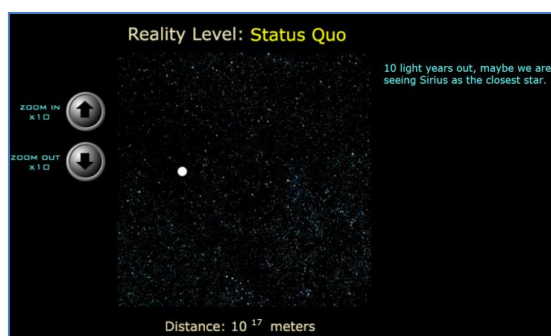 Reality Level: Status Quo
10 light years out, maybe we are
seeing Sirius as the closest star.
ZOOM IN
x10
ZOOM OUT
x10
Distance: 10 17 meters